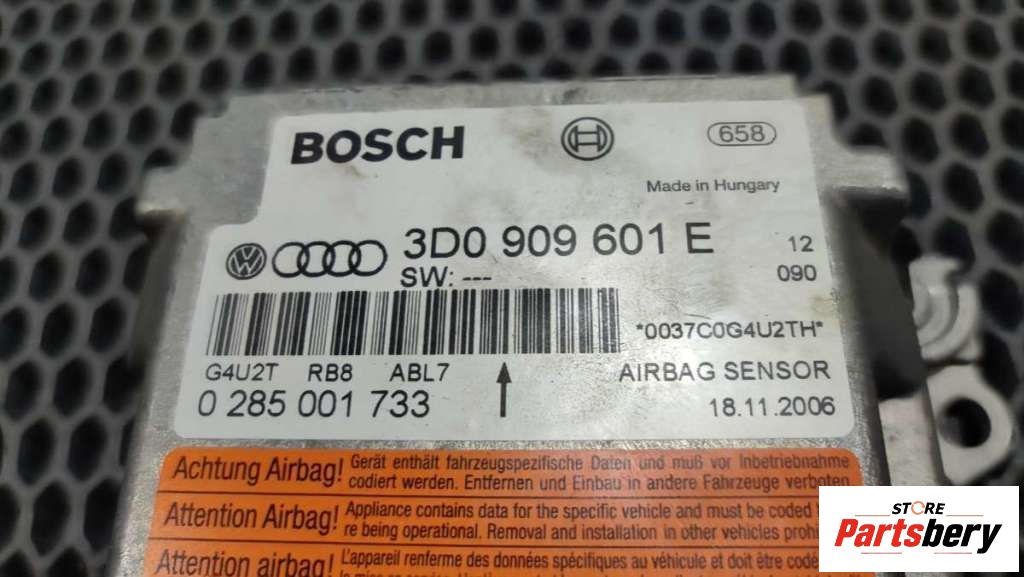 BOSCH
658
Made in Hungary
3D0 909 601 E
12
SW: ---
090
*0037C0G4U2TH*
G4U2T RB8 ABL7
AIRBAG SENSOR
0 285 001 733
18.11.2006
Achtung Airbag! Gerät enthält fahrzeugspezifische Daten und muß vor Inbetriebnahme
codiert werden. Entfernen und Einbau in andere Fahrzeuge verboten
Attention Airbag! Appliance contains data for the specific vehicle and must be coded
re being operational. Removal and installation in other vehicles
Attention airbag! L'appareil renferme des données spécifiques au véhicule et doit être
STORE
Partsbery